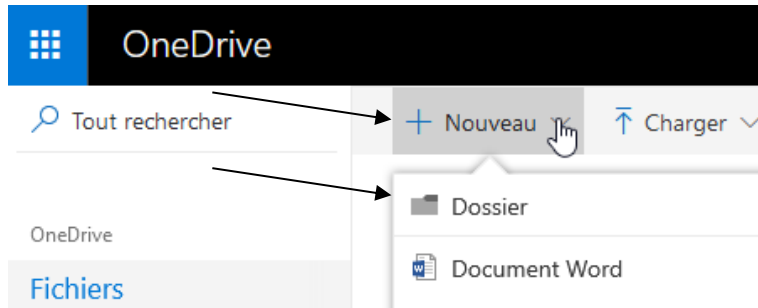 OneDrive
Tout rechercher
Nouveau
Charger
Dossier
OneDrive
Document Word
Fichiers